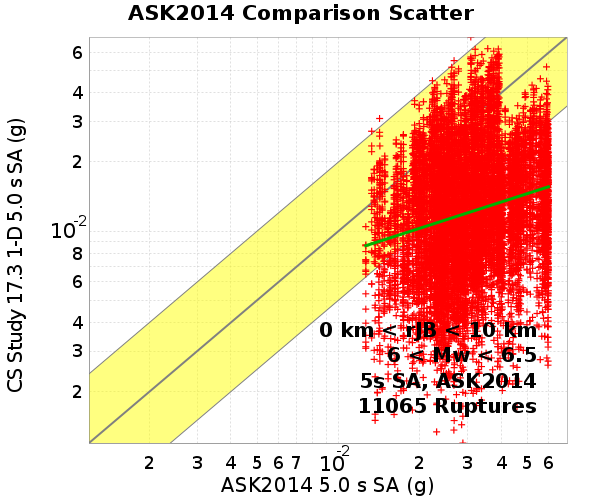 ASK2014 Comparison Scatter
CS Study 17.3 1-D 5.0 s SA (g)
6
4
3
2
10-2
8
6
4
3
2
0 km < rJB < 10 km
6 < Mw < 6.5
5s SA, ASK2014
11065 Ruptures
2 3 4 5 6 7 10-2 2 3 4 5 6
ASK2014 5.0 s SA (g)